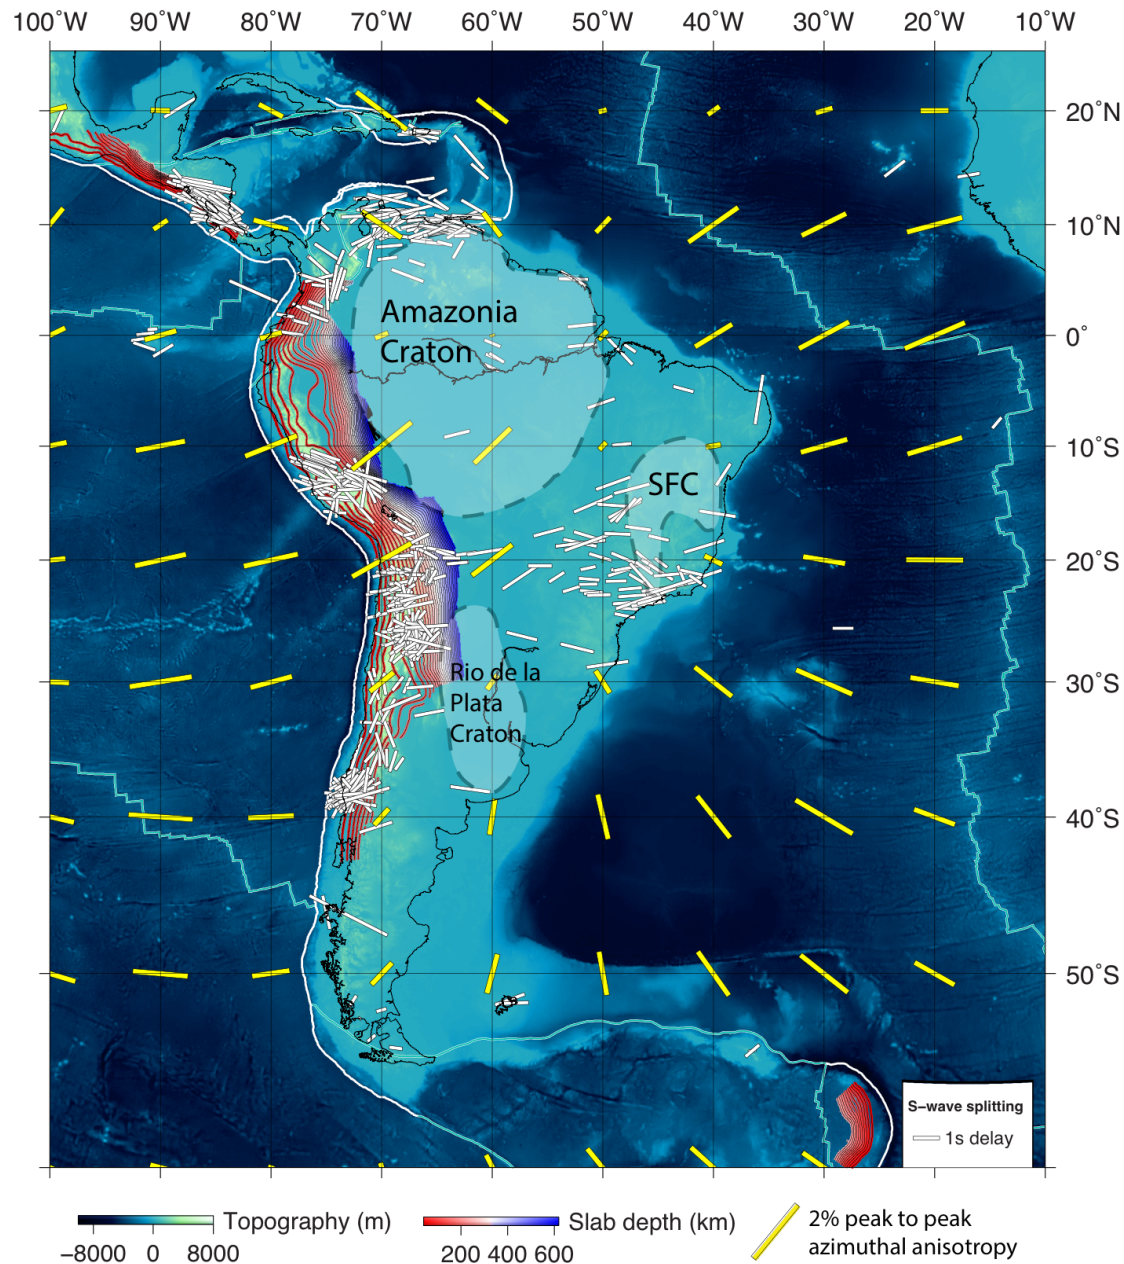 100˚W 90˚W 80˚W 70˚W 60˚W 50˚W 40˚W 30˚W 20˚W 10˚W
20˚N
10˚N
0˚
10˚S
20˚S
30˚S
40˚S
50˚S
Amazonia
Craton
SFC
Rio de la
Plata
Craton
S−wave splitting
1s delay
Topography (m)
−8000 0 8000
Slab depth (km)
200 400 600
2% peak to peak
azimuthal anisotropy